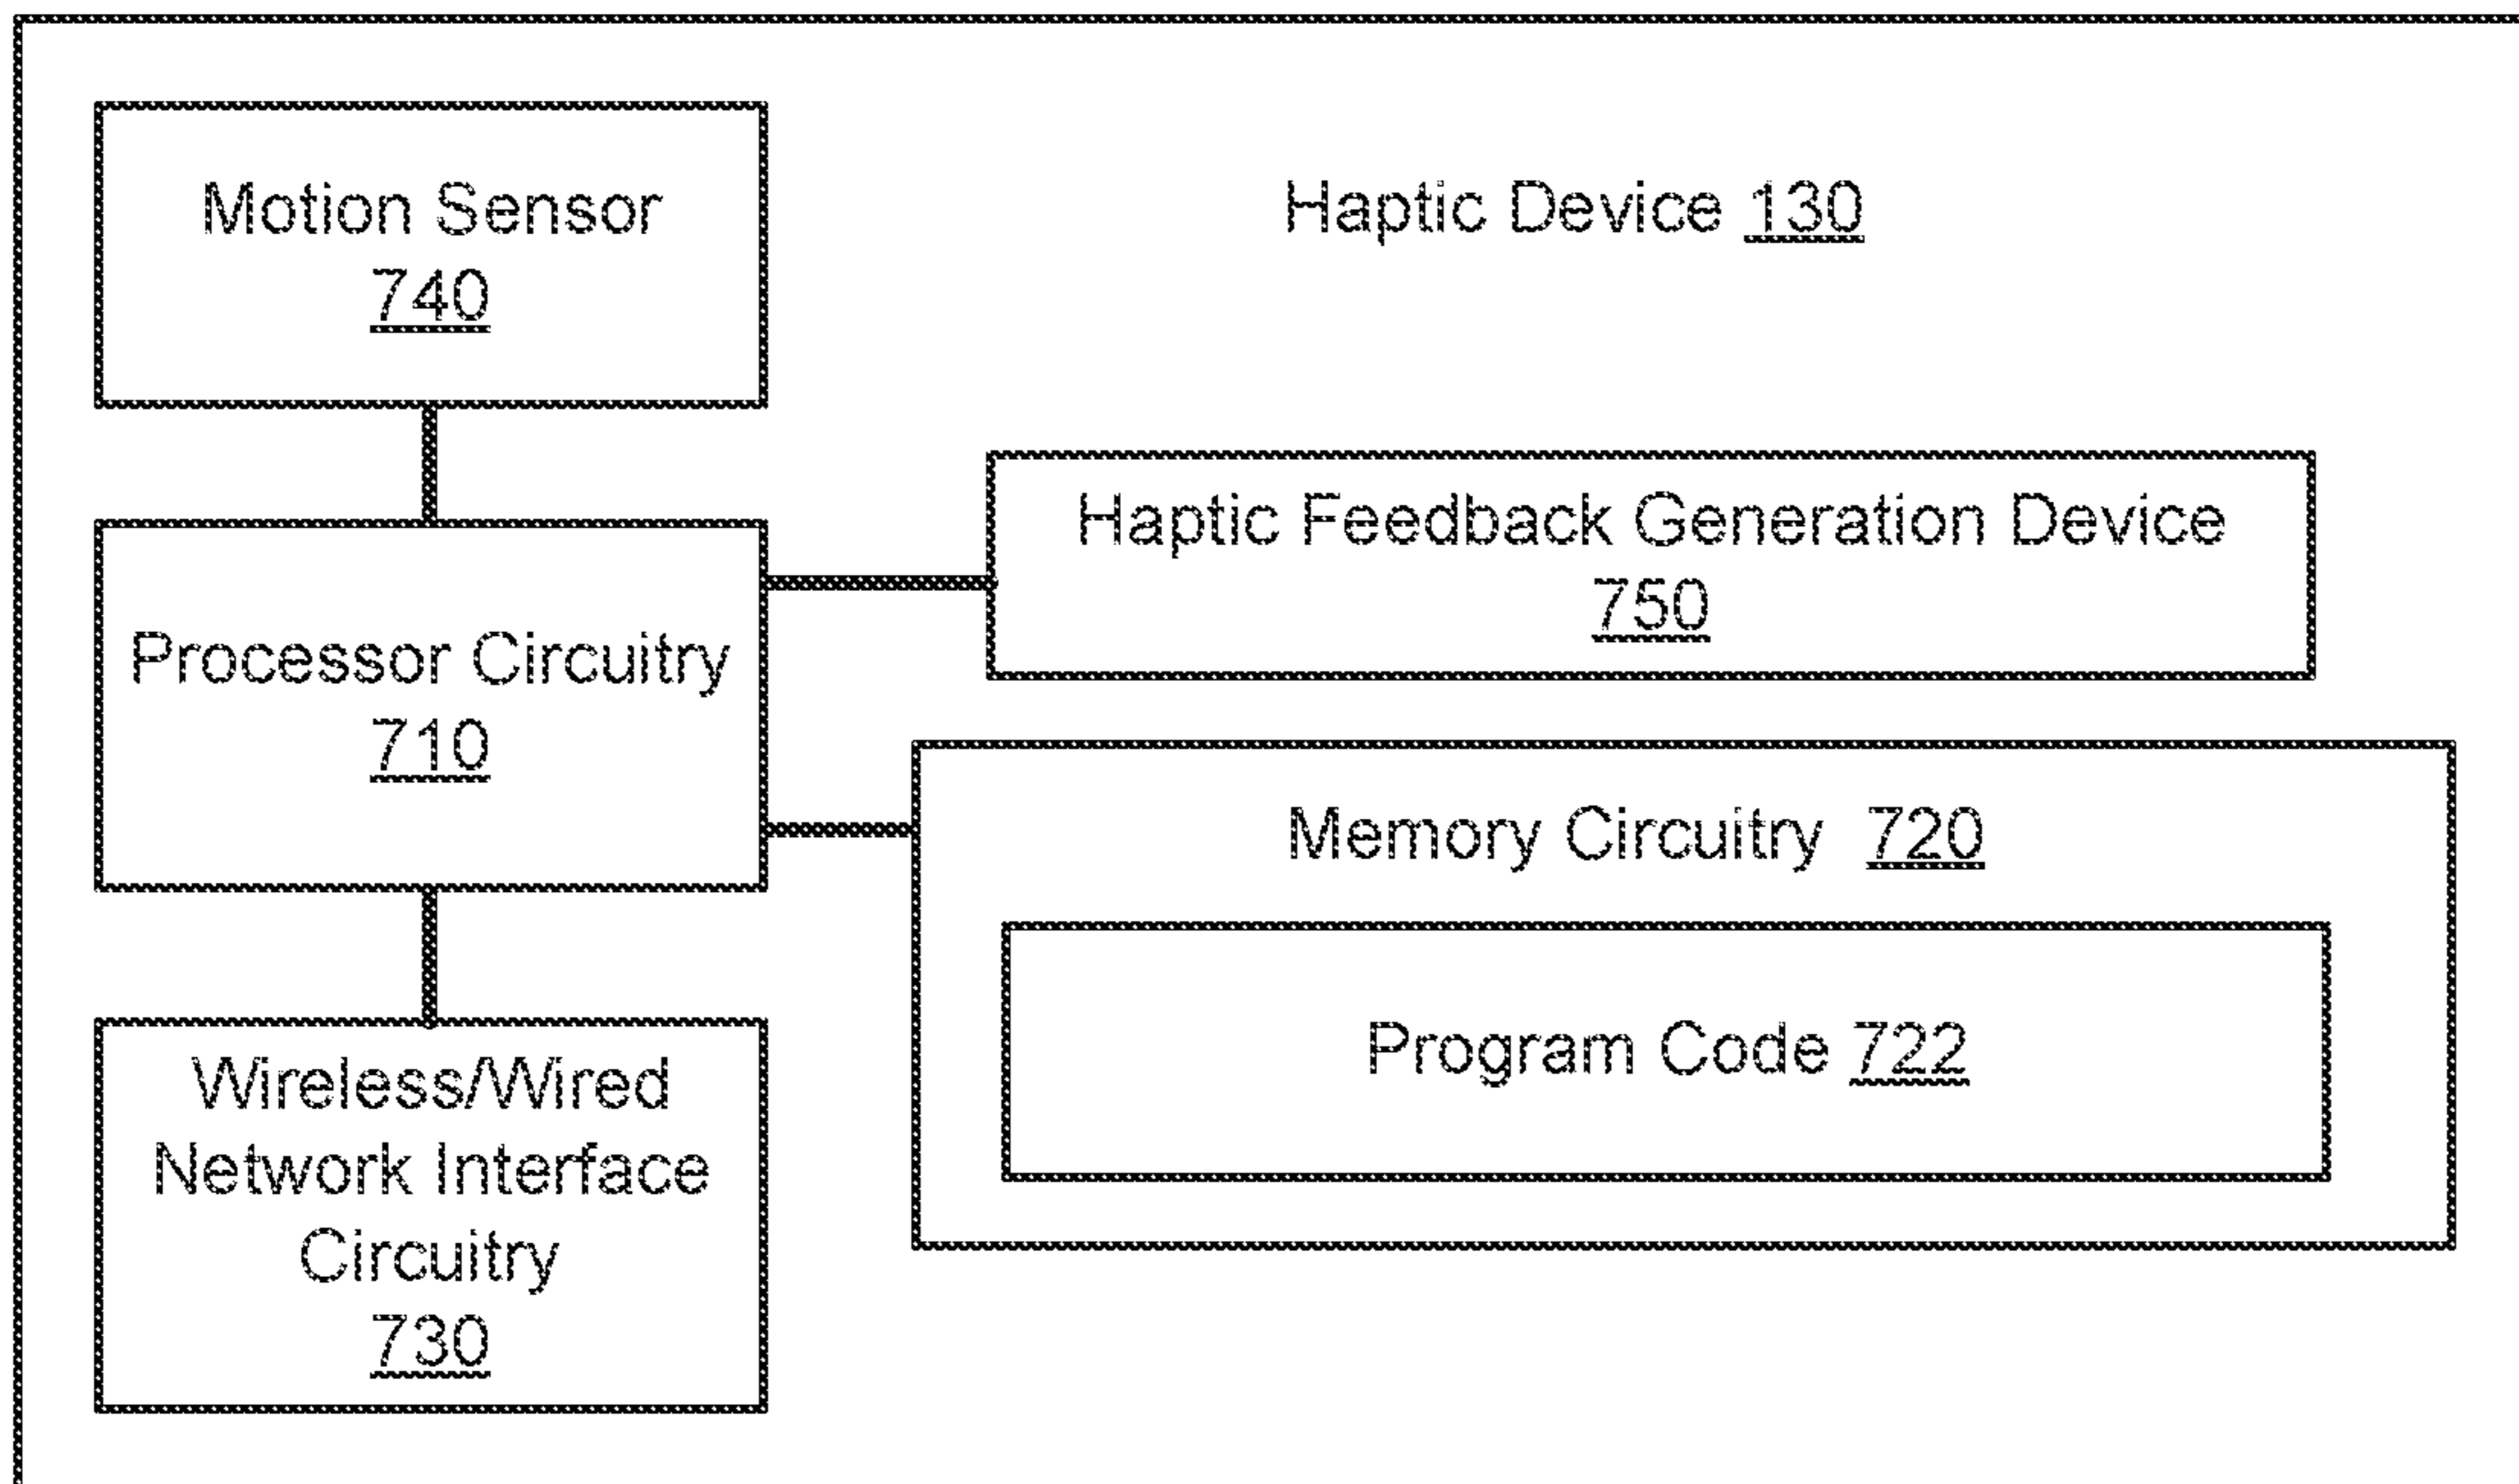 Motion Sensor
740
Haptic Device 130
Haptic Feedback Generation Device
750
Processor Circuitry
710
Memory Circuitry 720
Program Code 722
Wireless/Wired
Network Interface
Circuitry
730